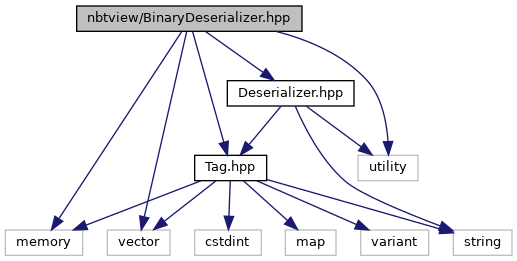 nbtview/BinaryDeserializer.hpp
Deserializer.hpp
Tag.hpp
utility
memory
vector
cstdint
map
variant
string